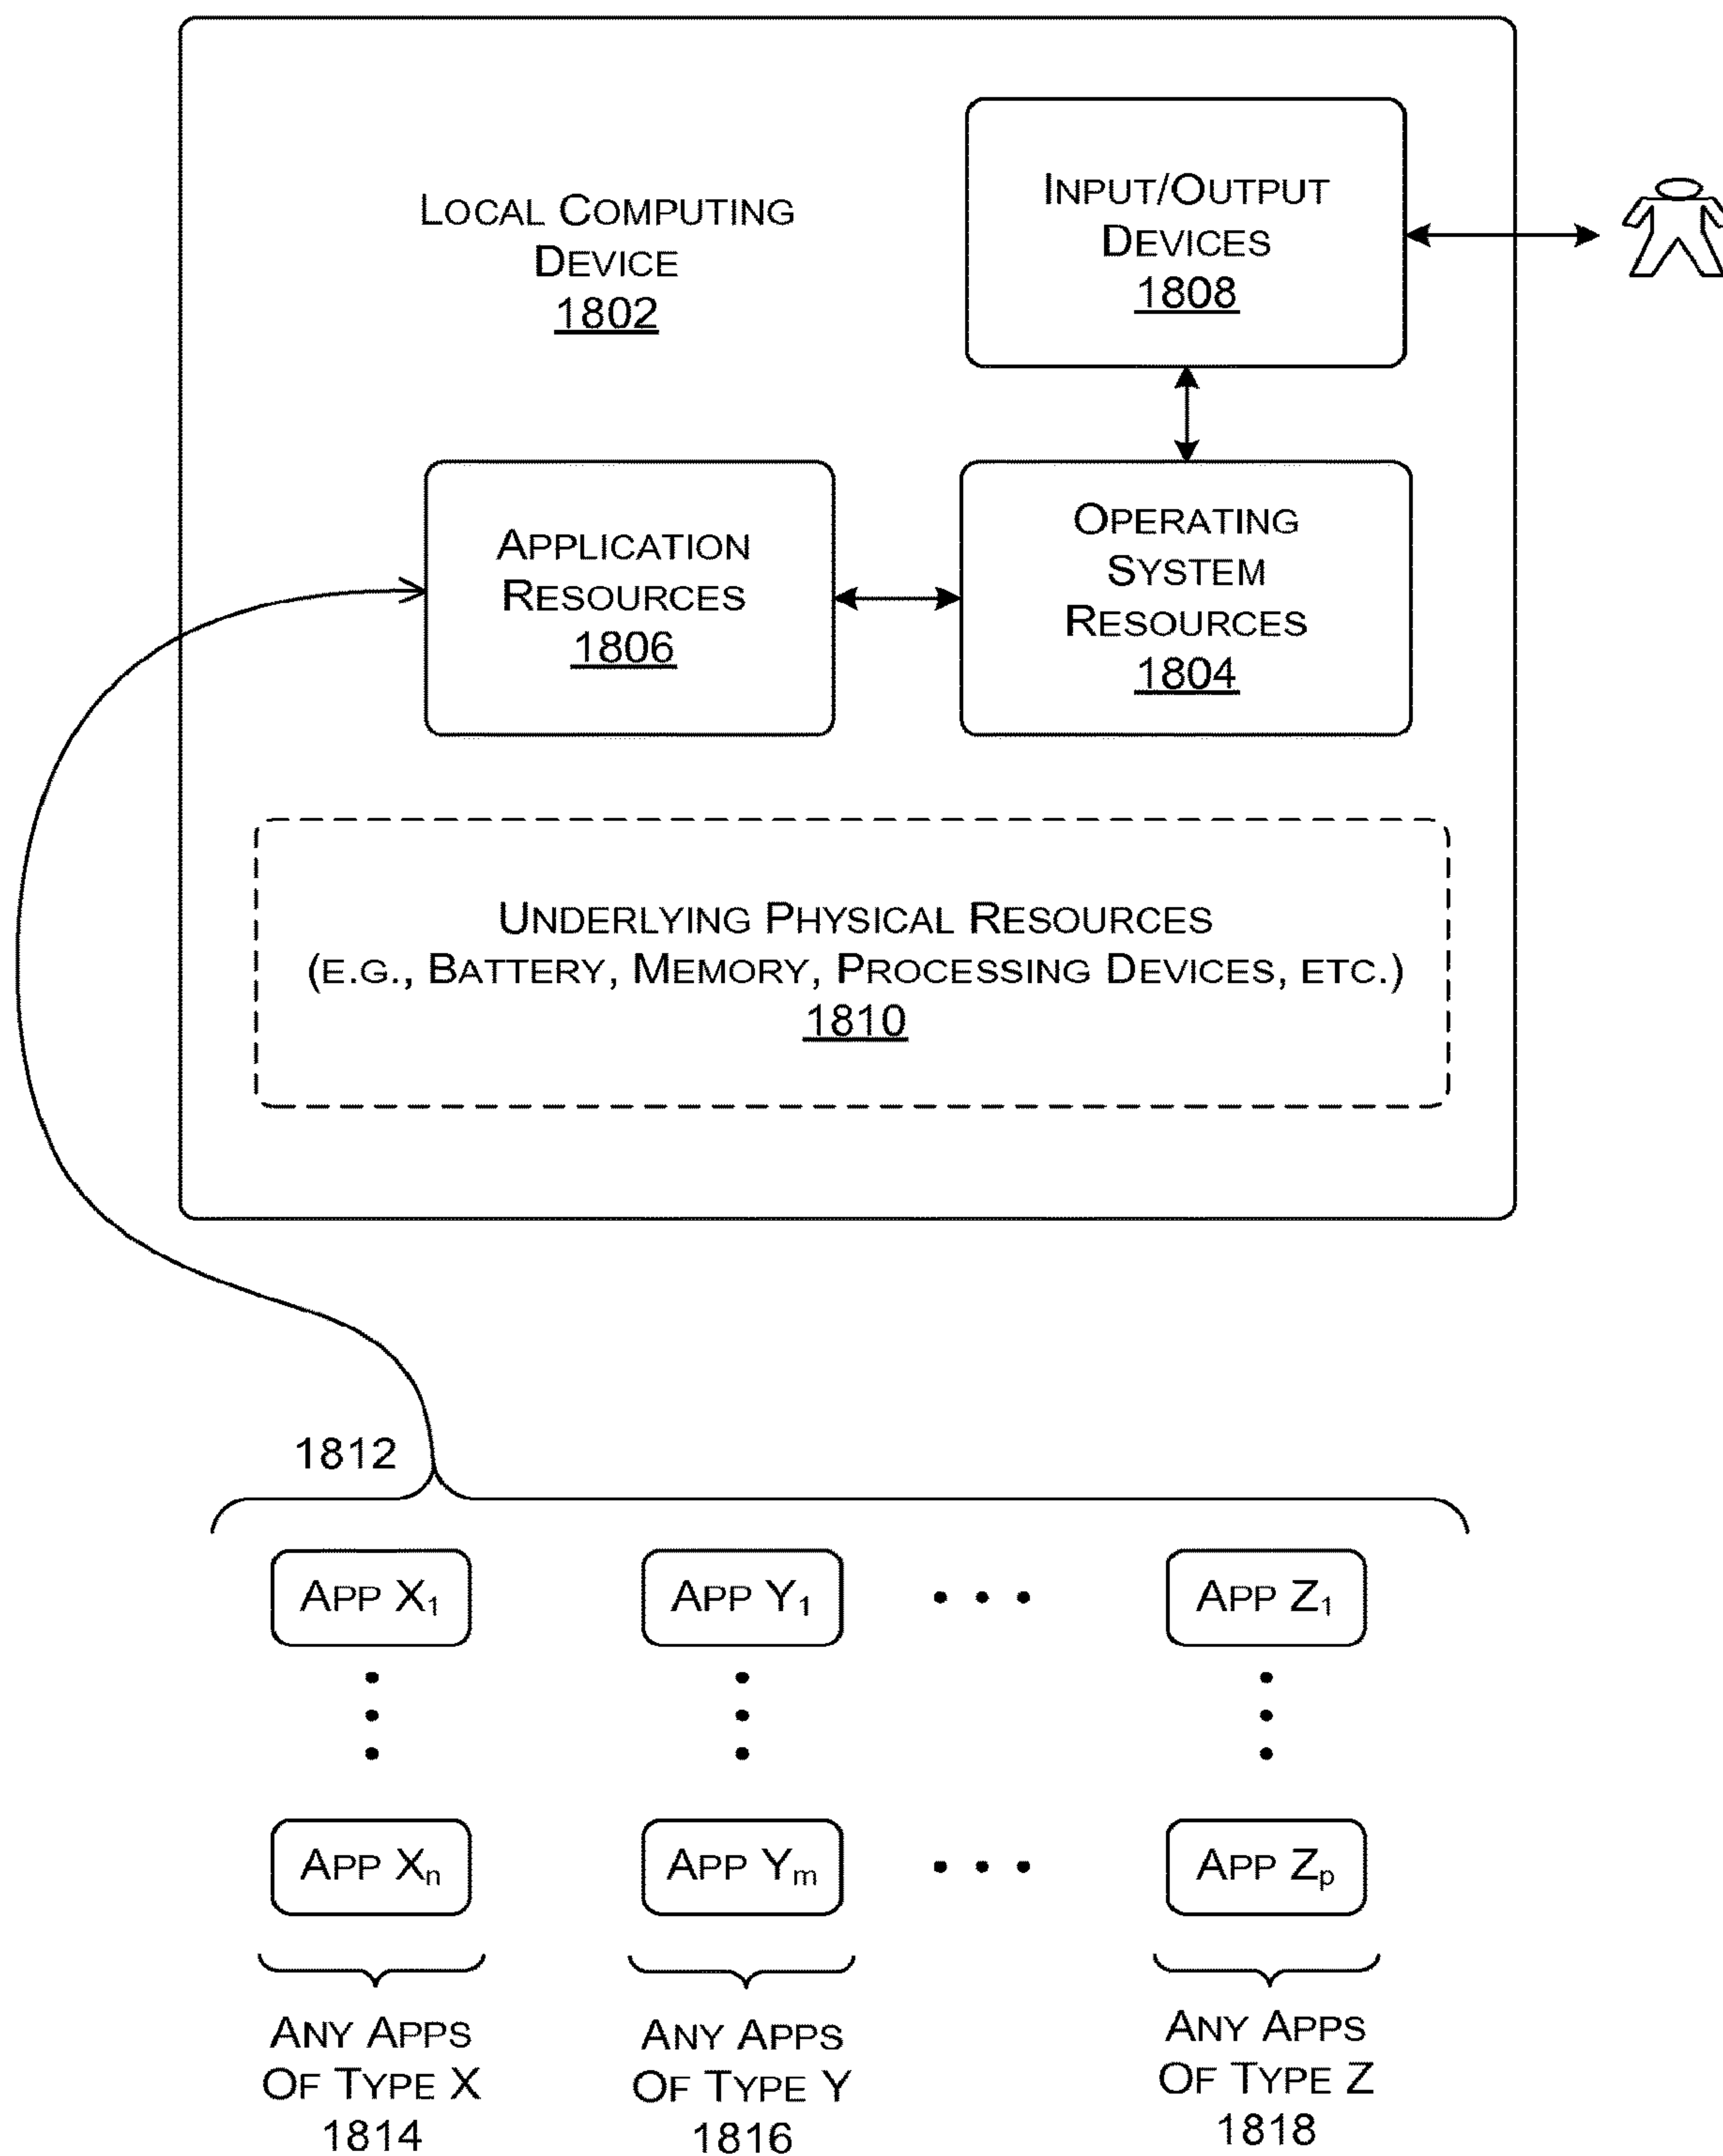 LOCAL COMPUTING
DEVICE
1802
INPUT/OUTPUT
DEVICES
1808
APPLICATION
RESOURCES
1806
OPERATING
SYSTEM
RESOURCES
1804
UNDERLYING PHYSICAL RESOURCES
(E.G., BATTERY, MEMORY, PROCESSING DEVICES, ETC.)
1810
1812
APP X₁
APP Y₁
• • •
APP Z₁
APP Xₙ
APP Yₘ
• • •
APP Zₚ
ANY APPS
OF TYPE X
1814
ANY APPS
OF TYPE Y
1816
ANY APPS
OF TYPE Z
1818